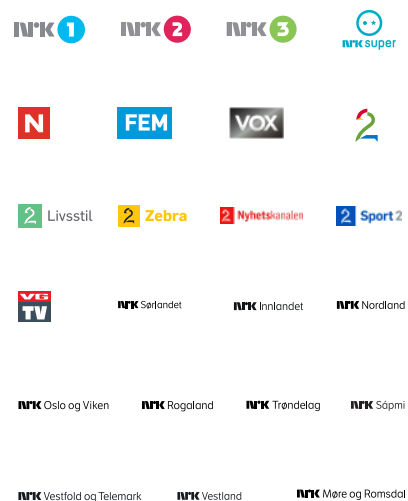 NRK 1 NRK 2 NRK 3 NRK super
N FEM VOX 2
2 Livsstil 2 Zebra 2 Nyhetskanalen 2 Sport 2
VG TV NRK Sørlandet NRK Innlandet NRK Nordland
NRK Oslo og Viken NRK Rogaland NRK Trøndelag NRK Sápmi
NRK Vestfold og Telemark NRK Vestland NRK Møre og Romsdal